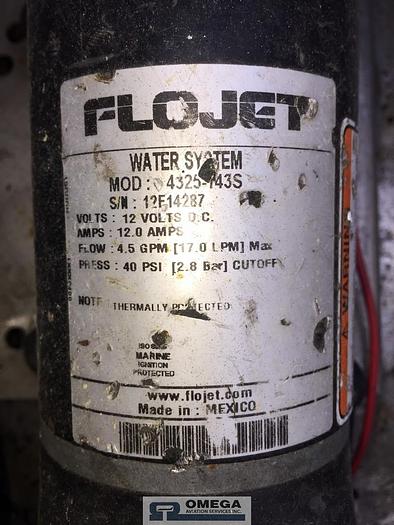 FLOJET
WATER SYSTEM
MOD : 4325-143S
S/N : 12F14287
VOLTS : 12 VOLTS D.C.
AMPS : 12.0 AMPS
FLOW : 4.5 GPM [17.0 LPM] Max
PRESS : 40 PSI [2.8 Bar] CUTOFF
NOTE THERMALLY PROTECTED
ISO
MARINE
IGNITION
PROTECTED
www.flojet.com
Made in : MEXICO
OMEGA
AVIATION SERVICES INC.